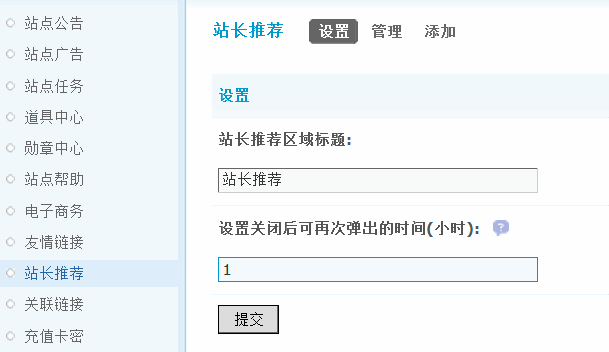 站点公告
站点广告
站点任务
道具中心
勋章中心
站点帮助
电子商务
友情链接
站长推荐
关联链接
充值卡密
站长推荐 设置 管理 添加
设置
站长推荐区域标题:
站长推荐
设置关闭后可再次弹出的时间(小时): ?
1
提交